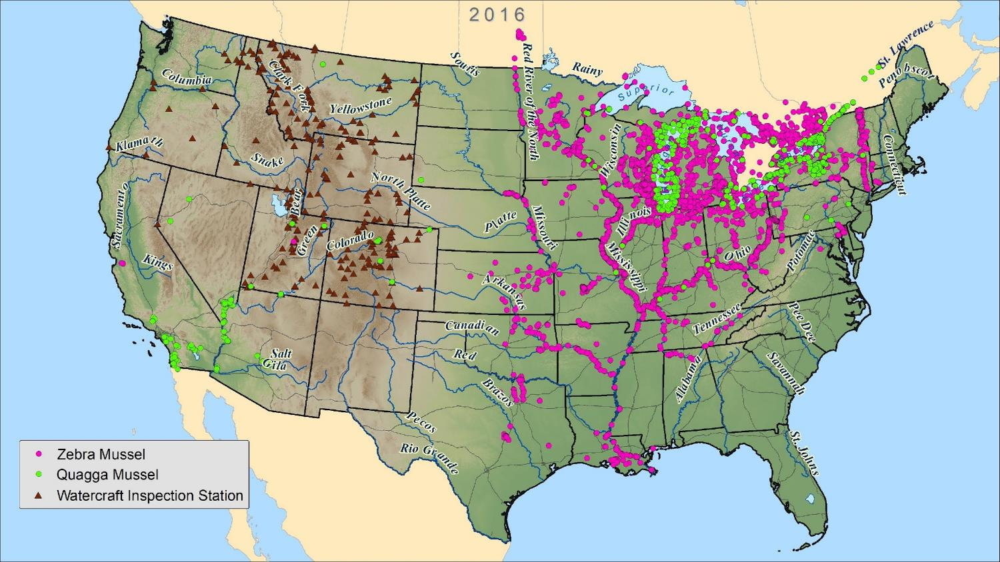 2016
St. Lawrence
Penobscot
Souris
Red River of the North
Rainy
Superior
Columbia
Clark Fork
Yellowstone
Klamath
Snake
Wisconsin
Connecticut
North Platte
Sacramento
Bear
Green
Colorado
Platte
Missouri
Illinois
Kings
Mississippi
Ohio
Potomac
Arkansas
Tennessee
Pee Dee
Canadian
Salt
Gila
Red
Brazos
Alabama
Savannah
Pecos
Rio Grande
St. Johns
Zebra Mussel
Quagga Mussel
Watercraft Inspection Station